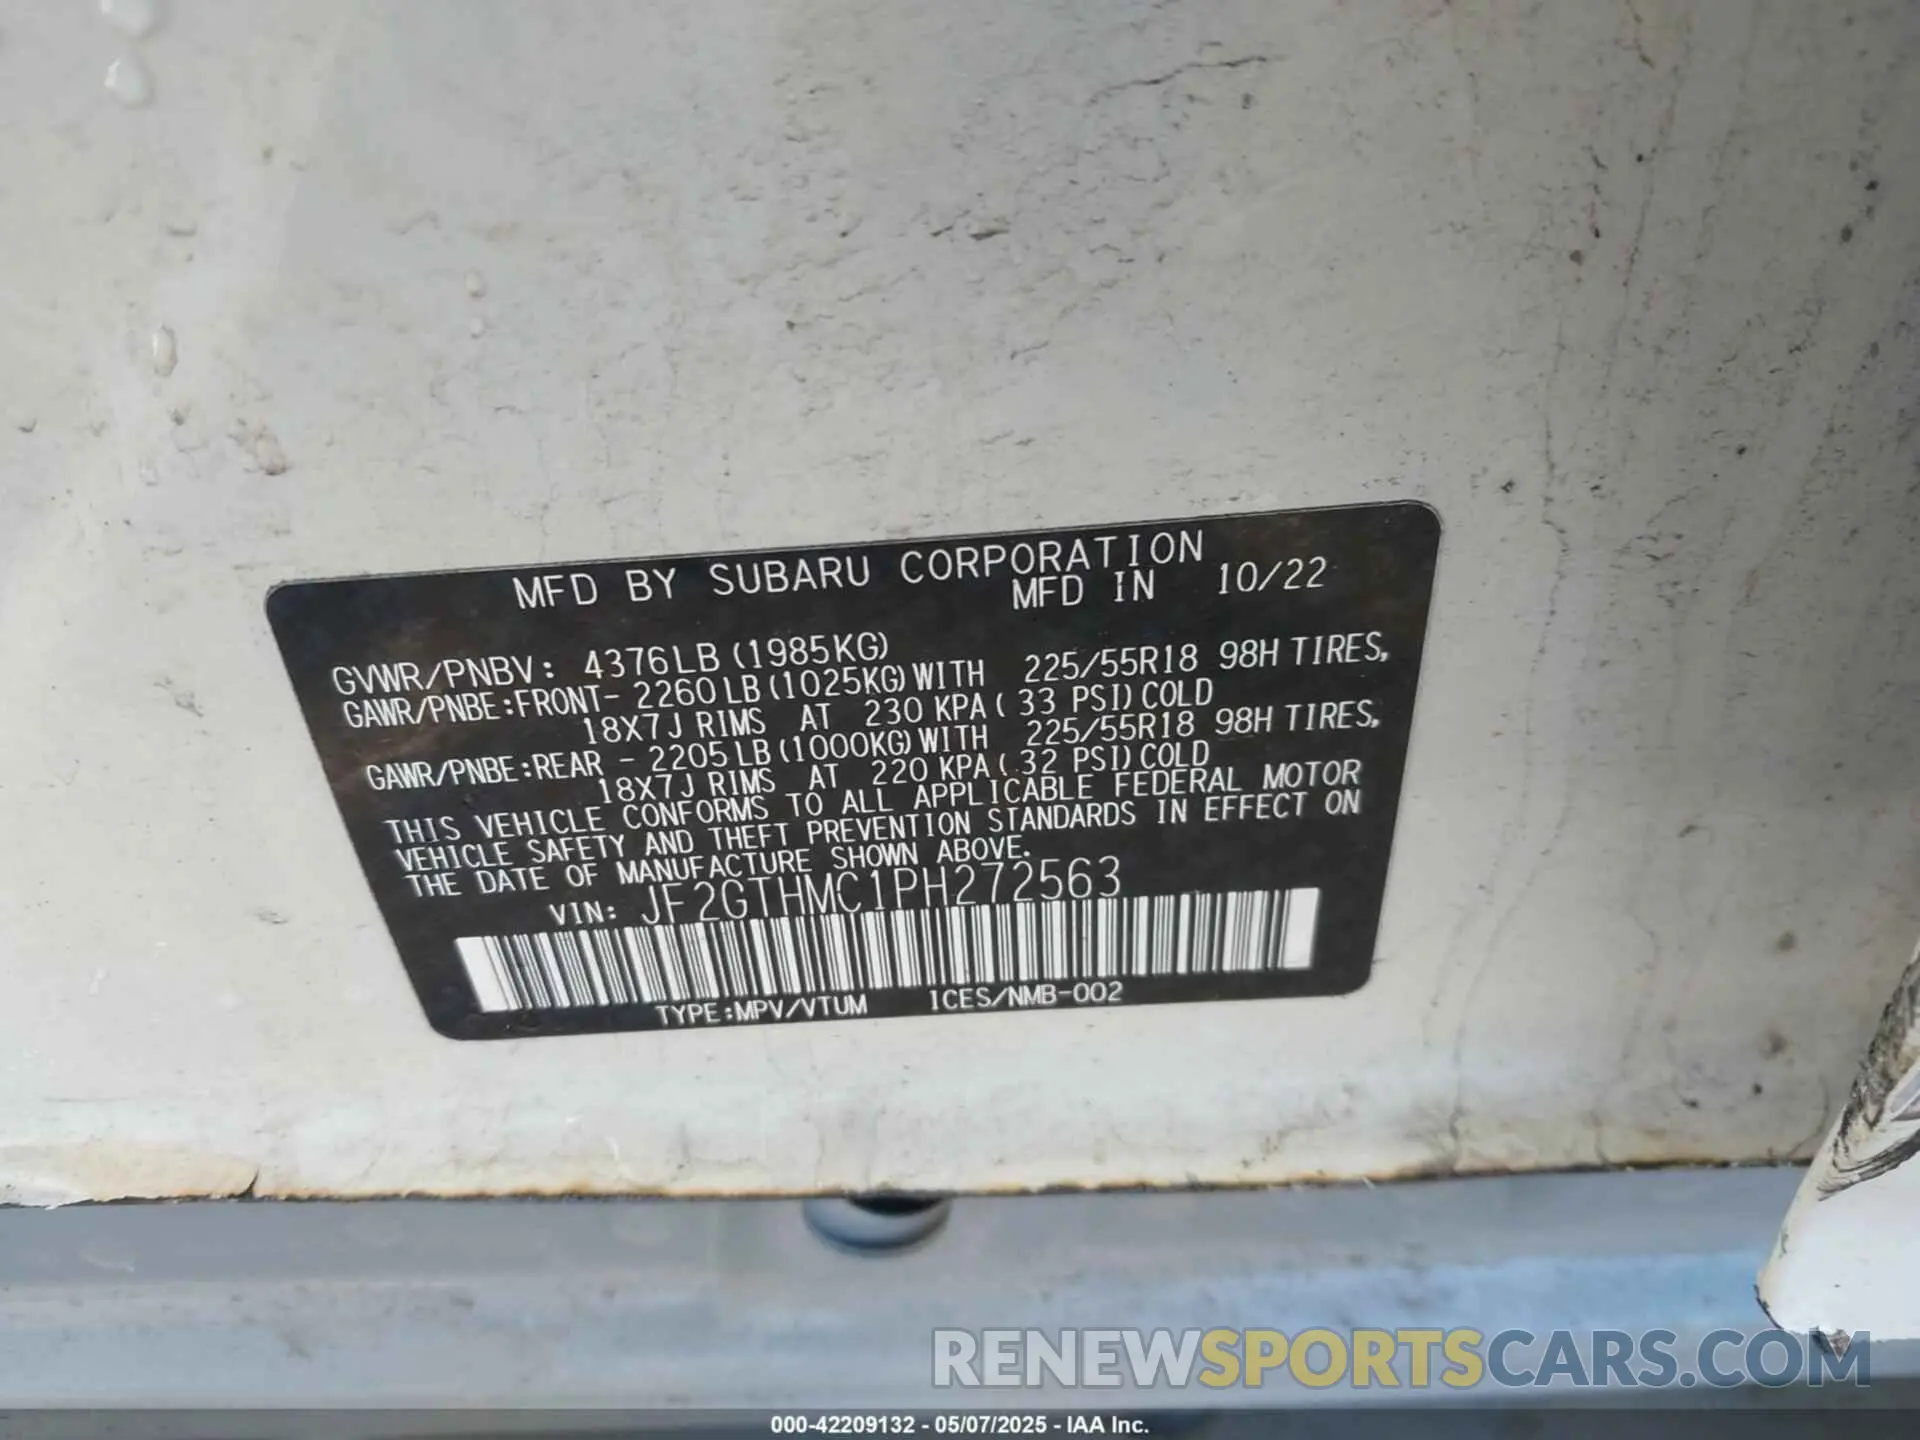 MFD BY SUBARU CORPORATION
MFD IN 10/22
GVWR/PNBV: 4376LB(1985KG)
GAWR/PNBE:FRONT- 2260LB(1025KG)WITH 225/55R18 98H TIRES,
18X7J RIMS AT 230 KPA( 33 PSI)COLD
GAWR/PNBE:REAR - 2205LB(1000KG)WITH 225/55R18 98H TIRES,
18X7J RIMS AT 220 KPA( 32 PSI)COLD
THIS VEHICLE CONFORMS TO ALL APPLICABLE FEDERAL MOTOR
VEHICLE SAFETY AND THEFT PREVENTION STANDARDS IN EFFECT ON
THE DATE OF MANUFACTURE SHOWN ABOVE.
VIN: JF2GTHMC1PH272563
TYPE:MPV/VTUM ICES/NMB-002
RENEWSPORTSCARS.COM
000-42209132 - 05/07/2025 - IAA Inc.